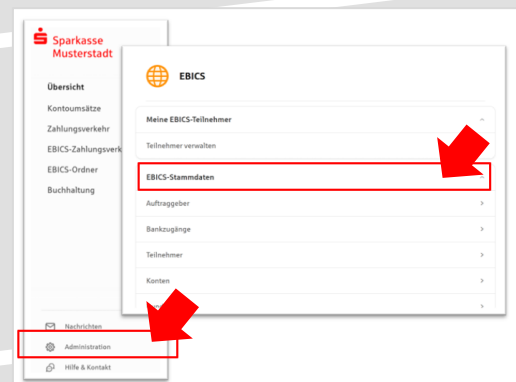 Sparkasse
Musterstadt
Übersicht
Kontoumsätze
Zahlungsverkehr
EBICS-Zahlungsverk
EBICS-Ordner
Buchhaltung
Nachrichten
Administration
Hilfe & Kontakt
EBICS
Meine EBICS-Teilnehmer
Teilnehmer verwalten
EBICS-Stammdaten
Auftraggeber
Bankzugänge
Teilnehmer
Konten